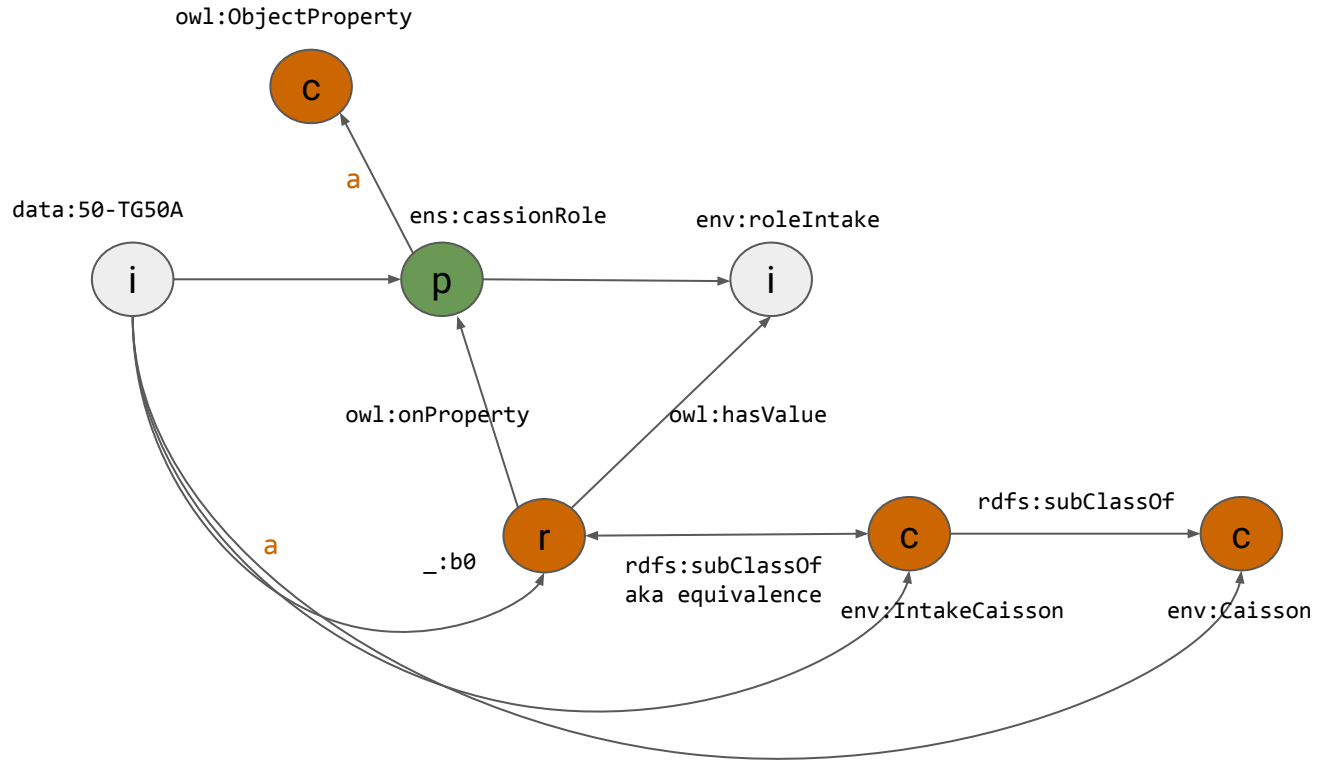 owl:ObjectProperty
c
a
data:50-TG50A
ens:cassionRole
env:roleIntake
i
p
i
owl:onProperty
owl:hasValue
rdfs:subClassOf
r
c
c
a
_:b0
rdfs:subClassOf
aka equivalence
env:IntakeCaisson
env:Caisson